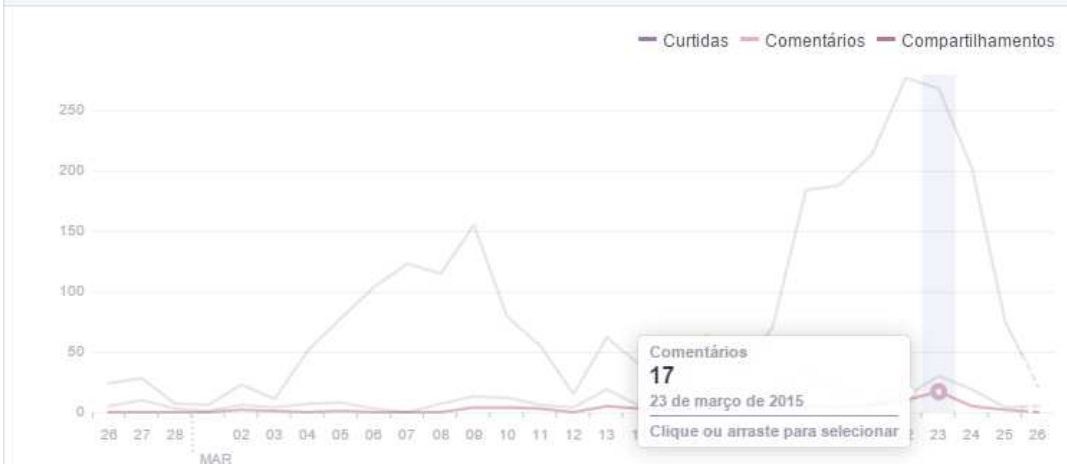 Curtidas Comentários Compartilhamentos
250
200
150
100
50
0
Comentários
17
23 de março de 2015
Clique ou arraste para selecionar
26 27 28 02 03 04 05 06 07 08 09 10 11 12 13 23 24 25 26
MAR